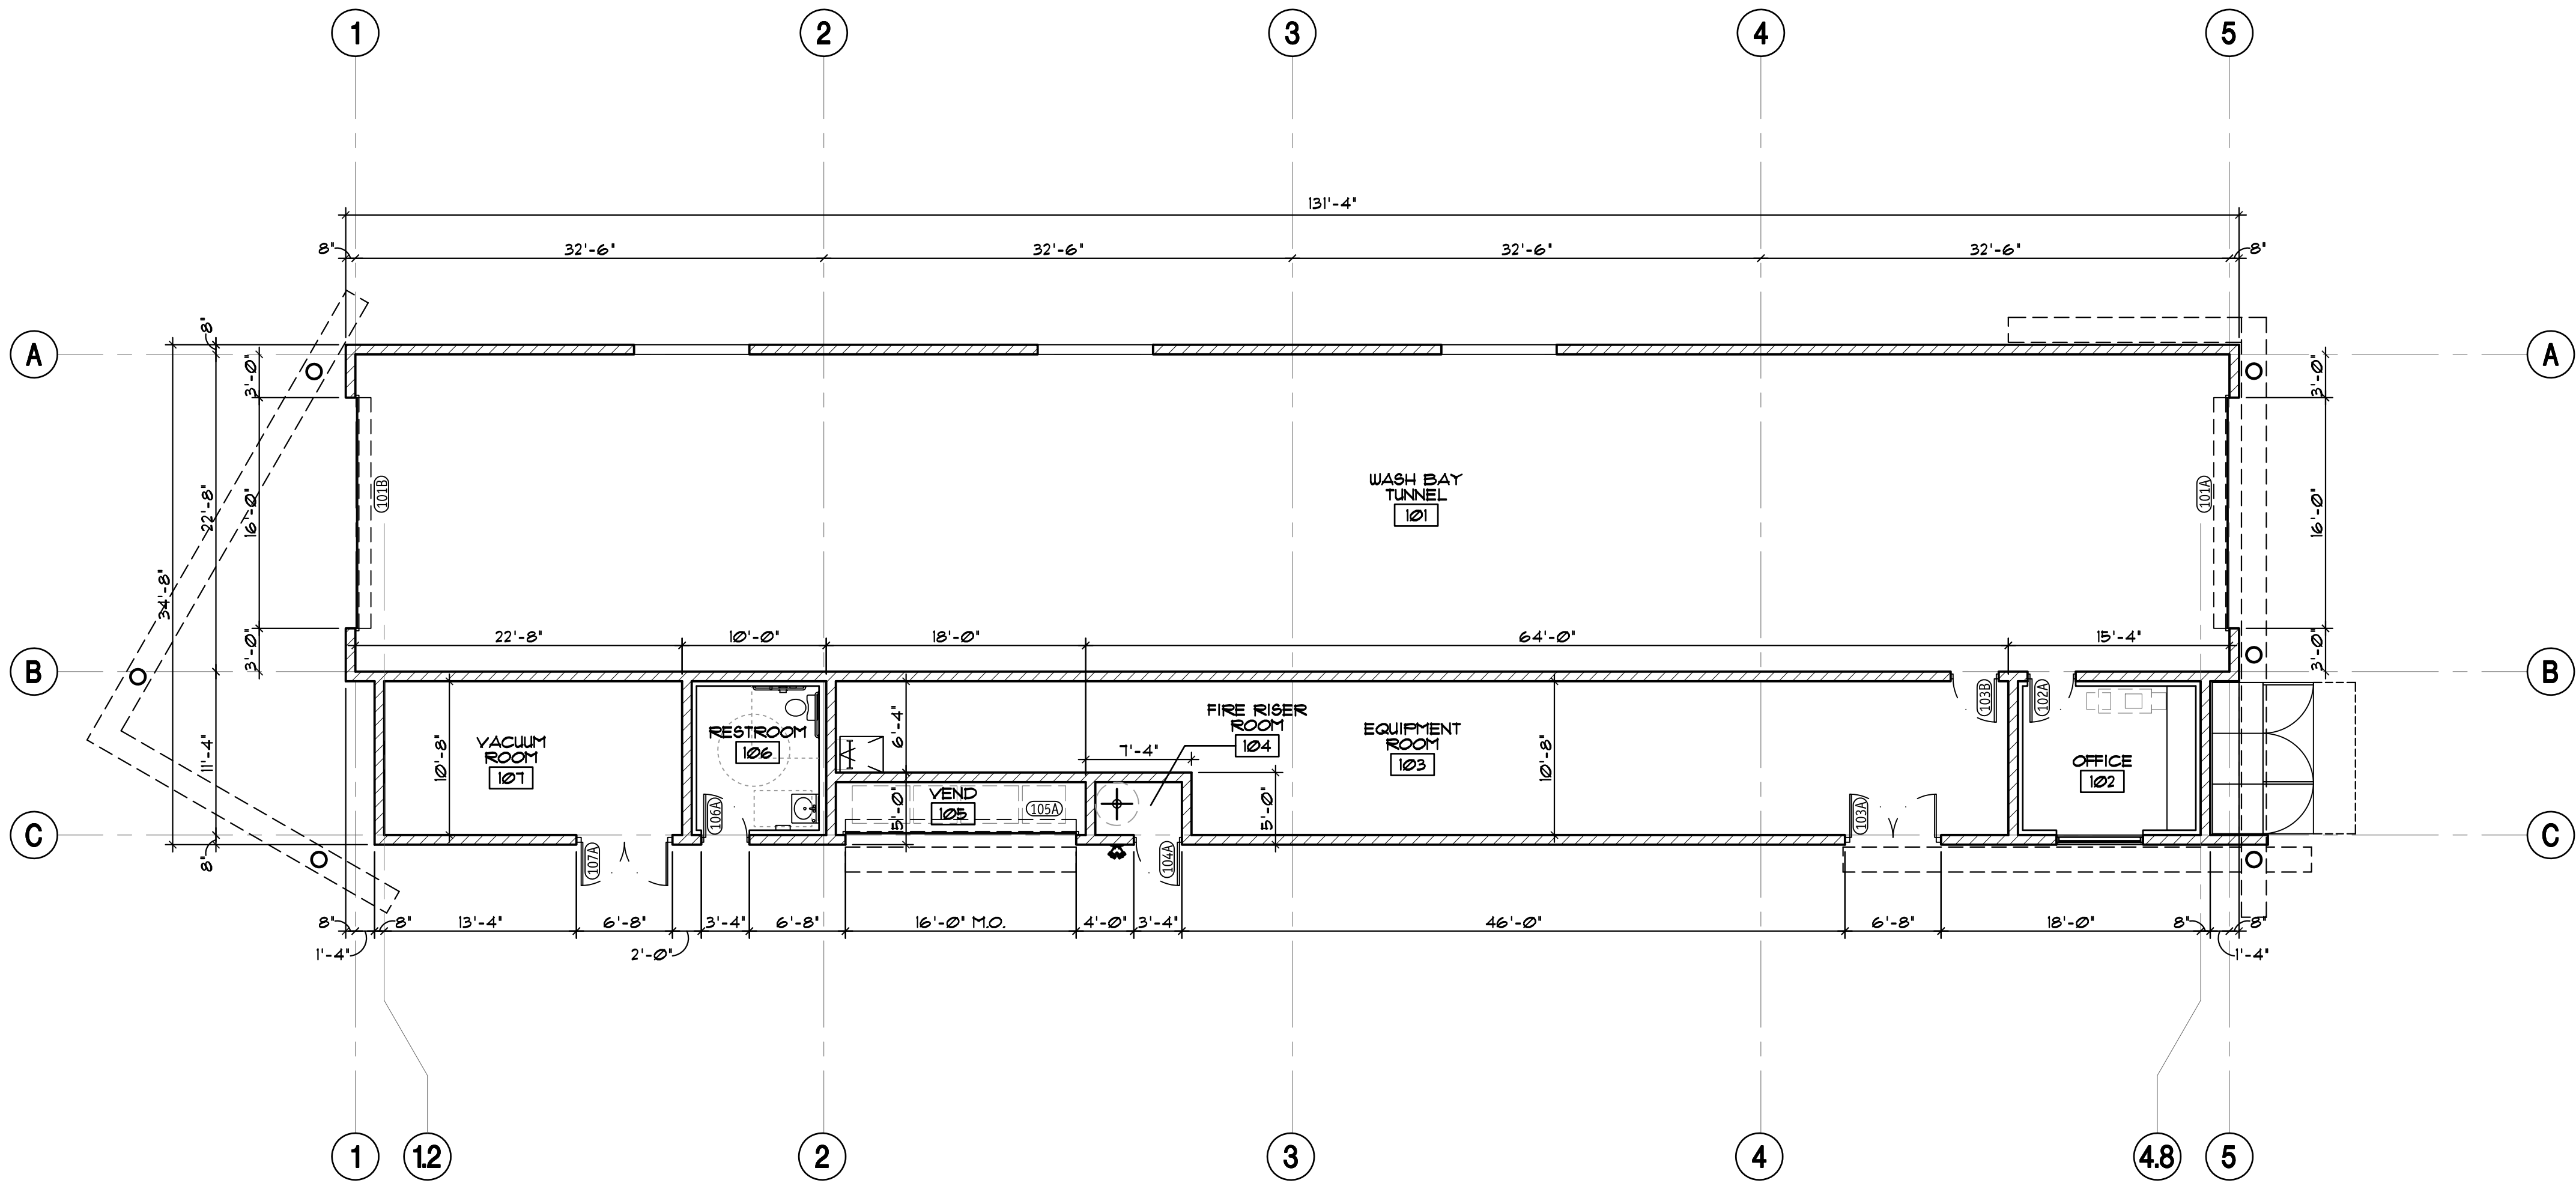 1 2 3 4 5
131'-4"
8" 32'-6" 32'-6" 32'-6" 32'-6" 8"
A A
8"
3'-0" 3'-0"
WASH BAY
TUNNEL
101
101B 101A
22'-8" 16'-0" 16'-0"
34'-8"
22'-8" 10'-0" 18'-0" 64'-0" 15'-4"
3'-0" 3'-0"
B B
103B 102A
FIRE RISER
ROOM
104
RESTROOM
106
EQUIPMENT
ROOM
103
VACUUM
ROOM
107
11'-4" 10'-8" 6'-4" 7'-4" 10'-8"
OFFICE
102
VEND
105
105A
106A 103A
5'-0" 5'-0"
C C
8"
107A 104A
8" 8" 13'-4" 6'-8" 3'-4" 6'-8" 16'-0" M.O. 4'-0" 3'-4" 46'-0" 6'-8" 18'-0" 8" 8"
1'-4" 2'-0" 1'-4"
1 1.2 2 3 4 4.8 5